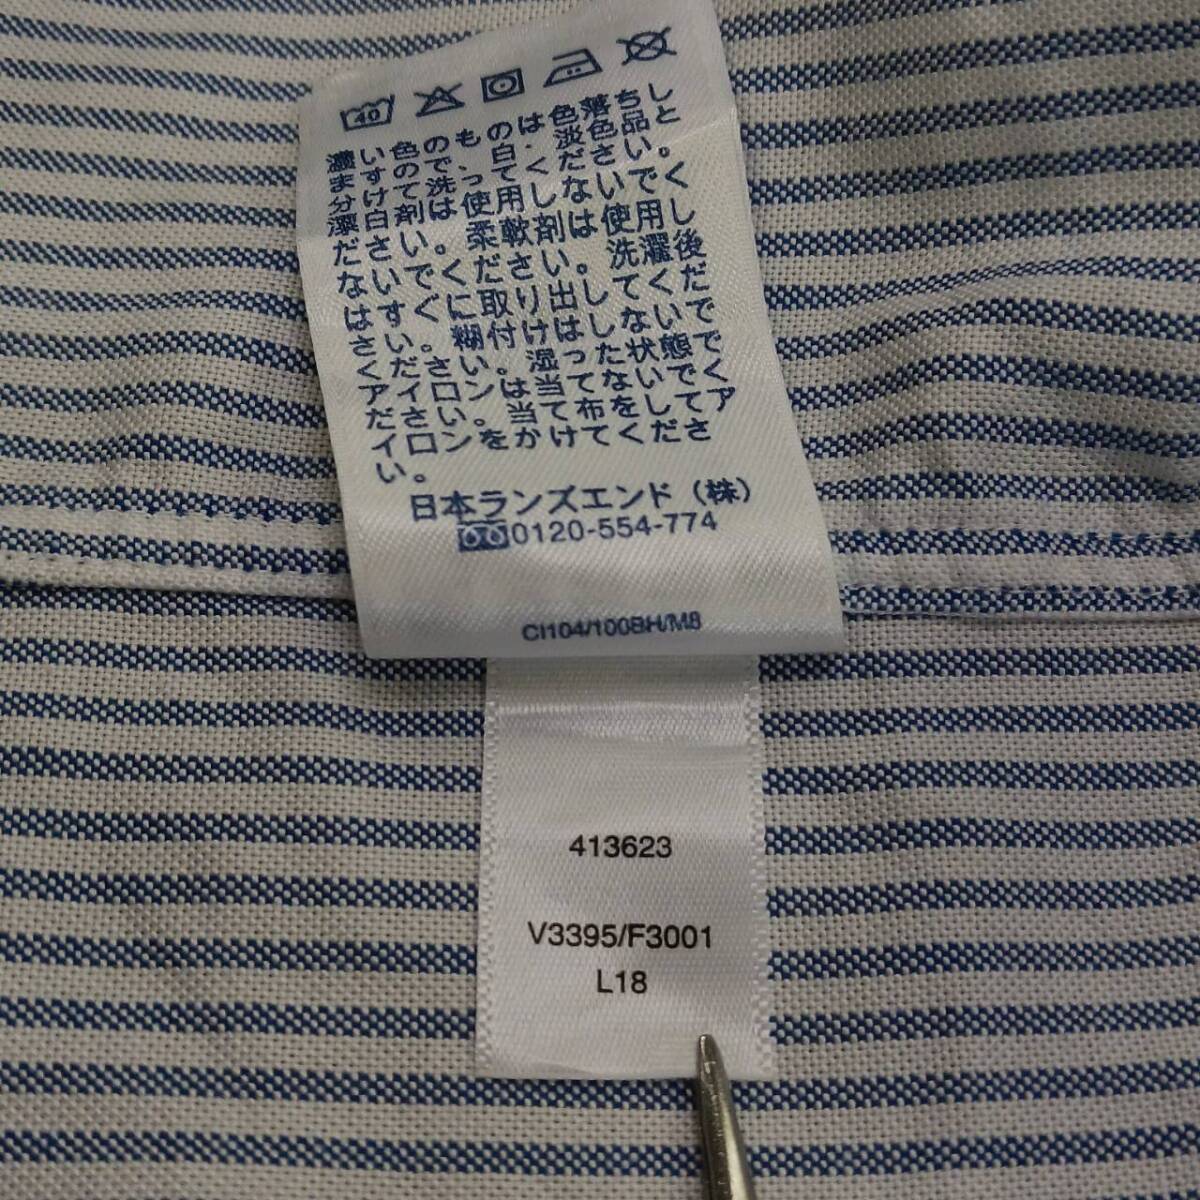 40
濃い色のものは色落ちし
ますので、白・淡色品と
分けて洗ってください。
漂白剤は使用しないでく
ださい。柔軟剤は使用し
ないでください。洗濯後
はすぐに取り出してくだ
さい。糊付けはしないで
ください。湿った状態で
アイロンは当てないでく
ださい。当て布をしてア
イロンをかけてくださ
い。
日本ランズエンド（株）
0120-554-774
CI104/100BH/M8
413623
V3395/F3001
L18